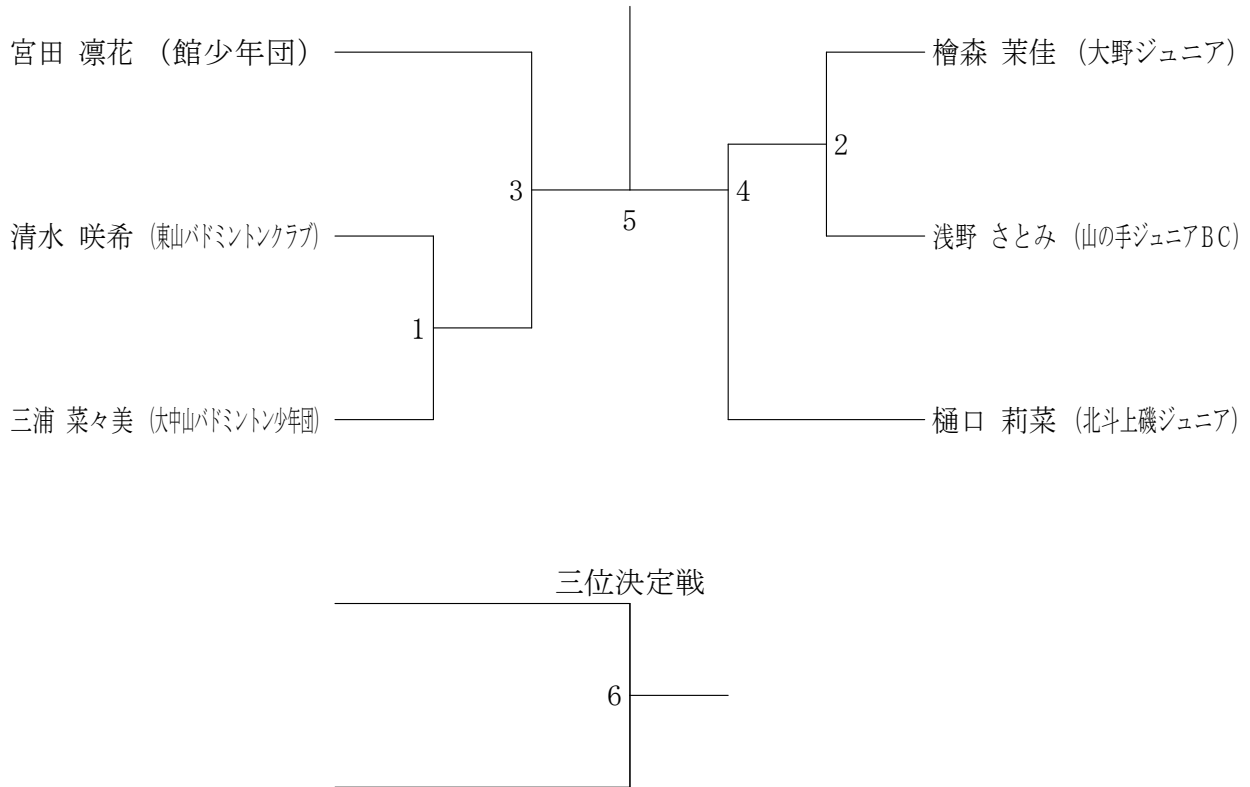 宮田 凛花 （館少年団）
檜森 茉佳 (大野ジュニア)
2
3
4
清水 咲希 (東山バドミントンクラブ)
5
浅野 さとみ (山の手ジュニアBC)
1
三浦 菜々美 (大中山バドミントン少年団)
樋口 莉菜 (北斗上磯ジュニア)
三位決定戦
6